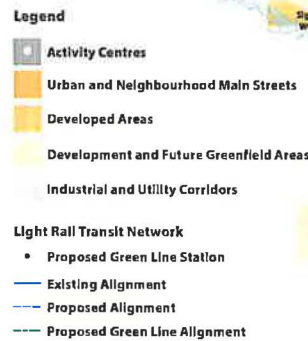 Legend
Activity Centres
Urban and Neighbourhood Main Streets
Developed Areas
Development and Future Greenfield Areas
Industrial and Utility Corridors
Light Rail Transit Network
Proposed Green Line Station
Existing Alignment
Proposed Alignment
Proposed Green Line Alignment